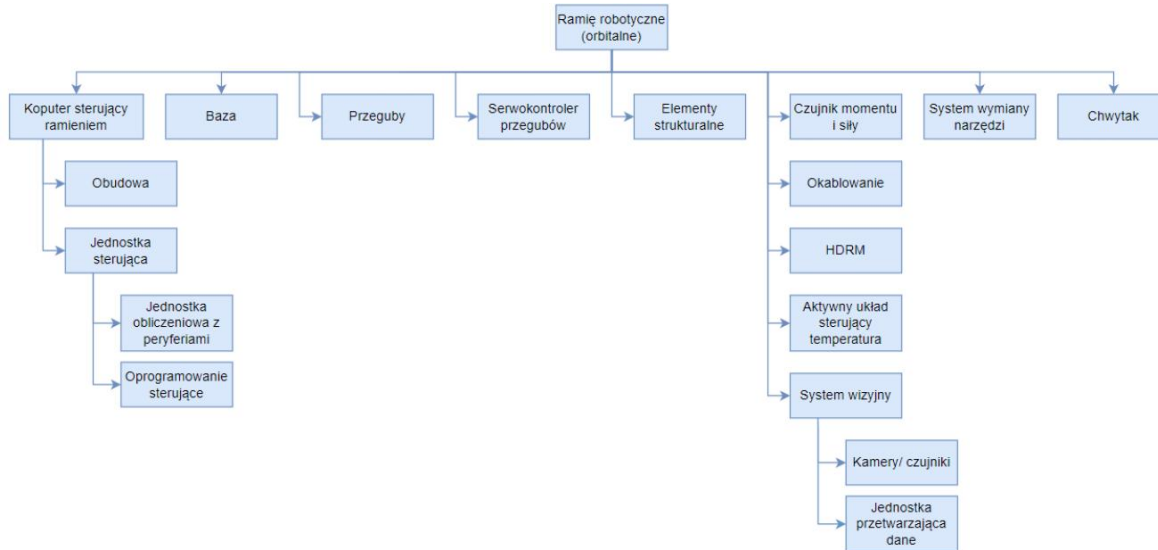 Ramię robotyczne
(orbitalne)
Koputer sterujący
ramieniem
Baza
Przeguby
Serwokontroler
przegubów
Elementy
strukturalne
Czujnik momentu
i siły
System wymiany
narzędzi
Chwytak
Obudowa
Okablowanie
Jednostka
sterująca
HDRM
Jednostka
obliczeniowa z
peryferiami
Aktywny układ
sterujący
temperatura
Oprogramowanie
sterujące
System wizyjny
Kamery/ czujniki
Jednostka
przetwarzająca
dane